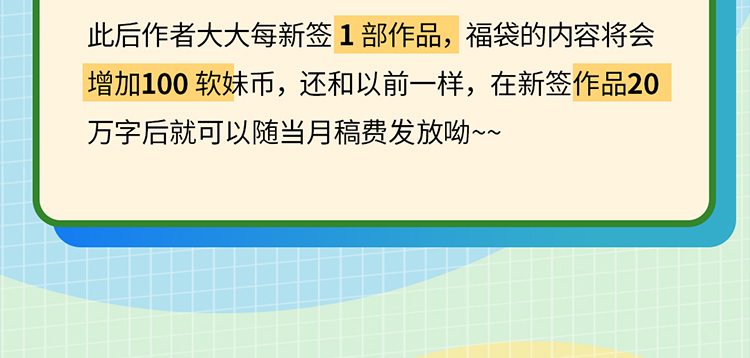 此后作者大大每新签 1 部作品，福袋的内容将会
增加100 软妹币，还和以前一样，在新签作品20
万字后就可以随当月稿费发放呦~~